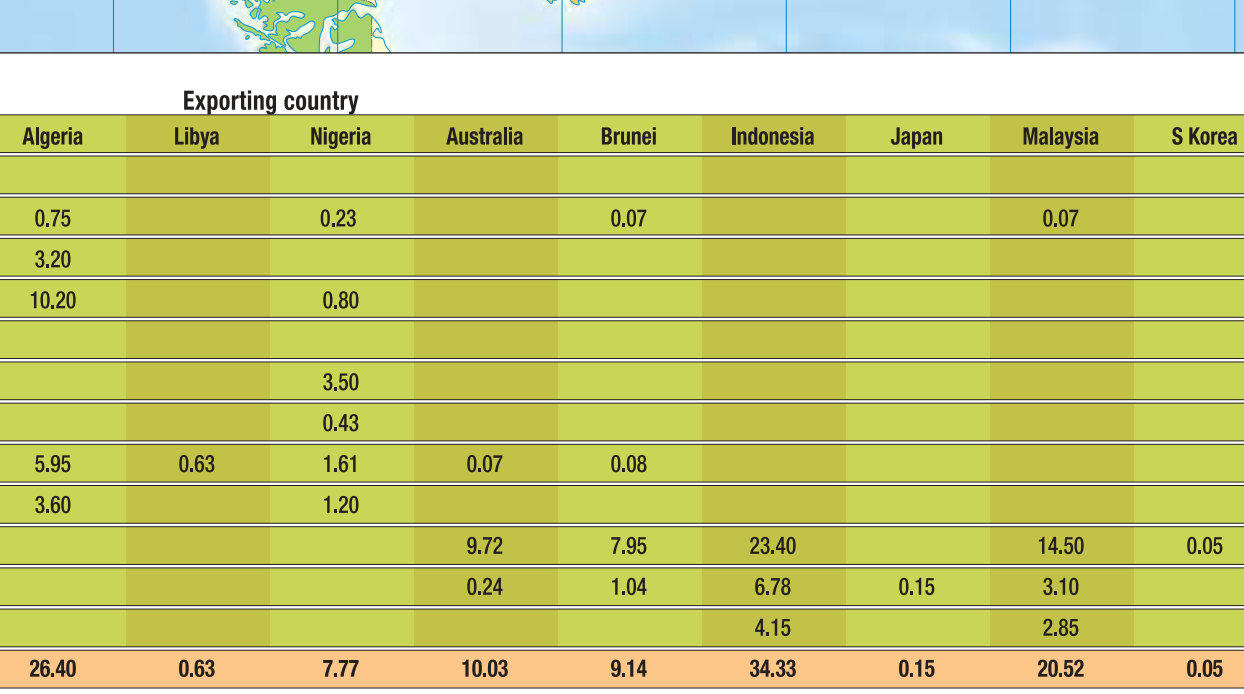 Exporting country
Algeria Libya Nigeria Australia Brunei Indonesia Japan Malaysia S Korea
0.75 0.23 0.07 0.07
3.20
10.20 0.80
3.50
0.43
5.95 0.63 1.61 0.07 0.08
3.60 1.20
9.72 7.95 23.40 14.50 0.05
0.24 1.04 6.78 0.15 3.10
4.15 2.85
26.40 0.63 7.77 10.03 9.14 34.33 0.15 20.52 0.05